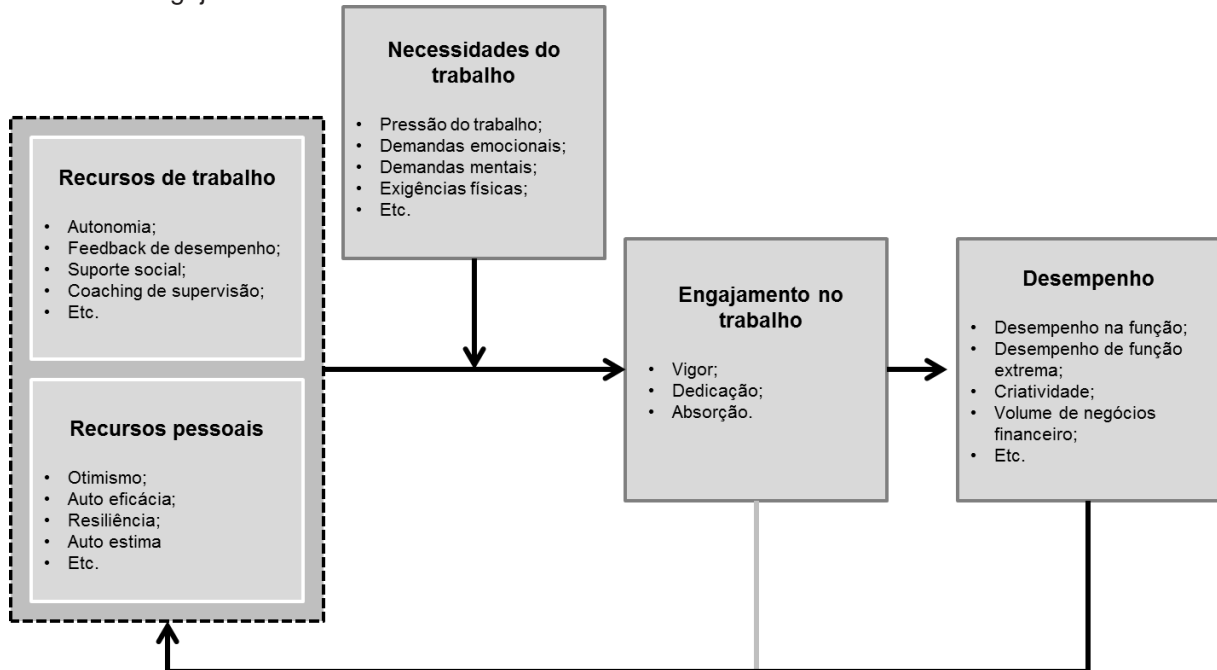 Necessidades do
trabalho
• Pressão do trabalho;
• Demandas emocionais;
• Demandas mentais;
• Exigências físicas;
• Etc.
Recursos de trabalho
• Autonomia;
• Feedback de desempenho;
• Suporte social;
• Coaching de supervisão;
• Etc.
Recursos pessoais
• Otimismo;
• Auto eficácia;
• Resiliência;
• Auto estima
• Etc.
Engajamento no
trabalho
• Vigor;
• Dedicação;
• Absorção.
Desempenho
• Desempenho na função;
• Desempenho de função
extrema;
• Criatividade;
• Volume de negócios
financeiro;
• Etc.